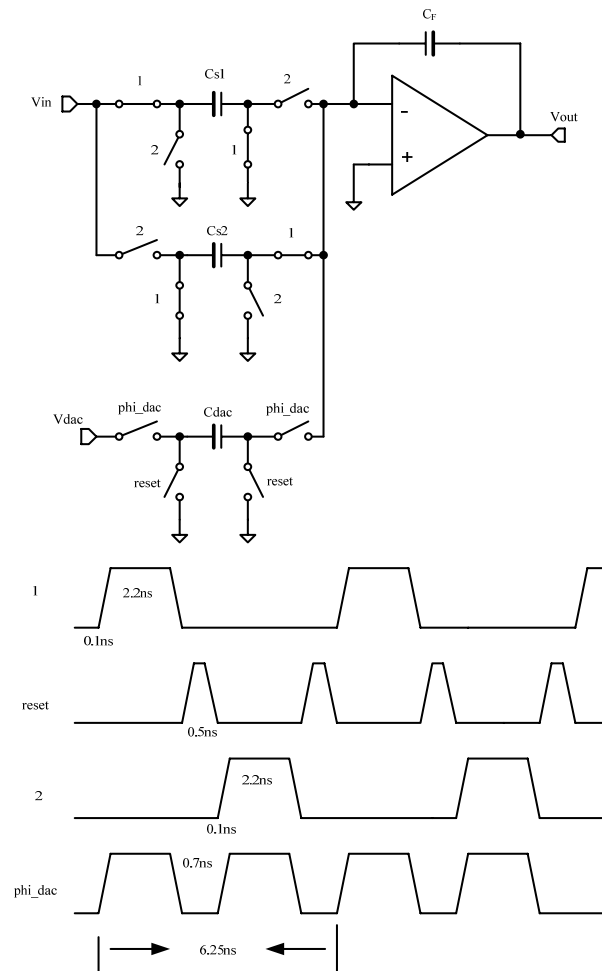 C_F
1
Cs1
2
Vin
Vout
-
+
2
1
2
Cs2
1
1
2
phi_dac
Cdac
phi_dac
Vdac
reset
reset
1
2.2ns
0.1ns
reset
0.5ns
2
2.2ns
0.1ns
phi_dac
0.7ns
6.25ns